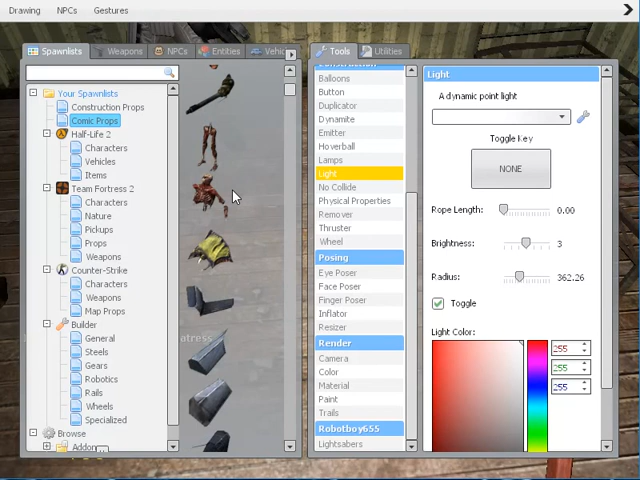 Drawing NPCs Gestures
Spawnlists Weapons NPCs Entities Vehic
Tools Utilities
Your Spawnlists
Construction Props
Comic Props
Half-Life 2
Characters
Vehicles
Items
Team Fortress 2
Characters
Nature
Pickups
Props
Weapons
Counter-Strike
Characters
Weapons
Map Props
Builder
General
Steels
Gears
Robotics
Rails
Wheels
Specialized
Browse
Addon...
atress
Construction
Balloons
Button
Duplicator
Dynamite
Emitter
Hoverball
Lamps
Light
No Collide
Physical Properties
Remover
Thruster
Wheel
Posing
Eye Poser
Face Poser
Finger Poser
Inflator
Resizer
Render
Camera
Color
Material
Paint
Trails
Robotboy655
Lightsabers
Light
A dynamic point light
Toggle Key
NONE
Rope Length: 0.00
Brightness: 3
Radius: 362.26
Toggle
Light Color:
255
255
255